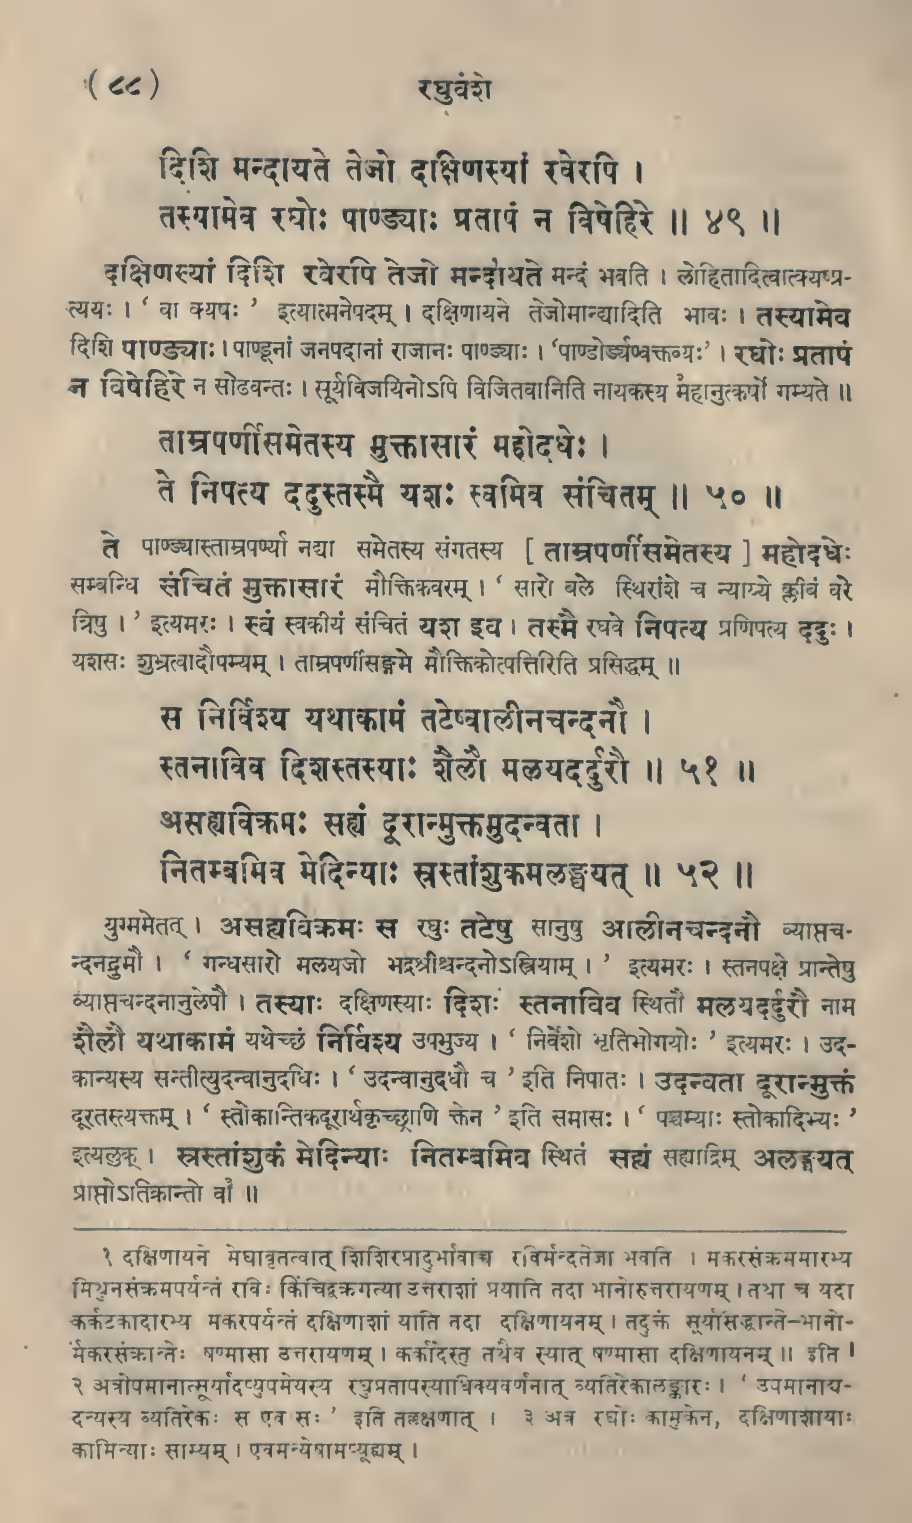 (८८) रघुवंशे
दिशि मन्दायते तेजो दक्षिणस्यां रवेरपि ।
तस्यामेव रघोः पाण्ड्याः प्रतापं न विषेहिरे ॥ ४९ ॥
दक्षिणस्यां दिशि रवेरपि तेजो मन्दायते मन्दं भवति । लोहितादित्वात्क्यष्प्र-
त्ययः । ‘ वा क्यषः ’ इत्यात्मनेपदम् । दक्षिणायने तेजोमान्द्यादिति भावः । तस्यामेव
दिशि पाण्ड्याः । पाण्डूनां जनपदानां राजानः पाण्ड्याः । ‘पाण्डोर्ड्यण्वक्तव्यः’ । रघोः प्रतापं
न विषेहिरे न सोढवन्तः । सूर्यविजयिनोऽपि विजितवानिति नायकस्य महानुत्कर्षो गम्यते ॥
ताम्रपर्णीसमेतस्य मुक्तासारं महोदधेः ।
ते निपत्य ददुस्तस्मै यशः स्वमिव संचितम् ॥ ५० ॥
ते पाण्ड्यास्ताम्रपर्ण्या नद्या समेतस्य संगतस्य [ ताम्रपर्णीसमेतस्य ] महोदधेः
सम्बन्धि संचितं मुक्तासारं मौक्तिकवरम् । ‘ सारो बले स्थिरांशे च न्याय्ये क्लीबं वरे
त्रिषु । ’ इत्यमरः । स्वं स्वकीयं संचितं यश इव । तस्मै रघवे निपत्य प्रणिपत्य ददुः ।
यशसः शुभ्रत्वादौपम्यम् । ताम्रपर्णीसङ्गमे मौक्तिकोत्पत्तिरिति प्रसिद्धम् ॥
स निर्विश्य यथाकामं तटेष्वालीनचन्दनौ ।
स्तनाविव दिशस्तस्याः शैलौ मलयदर्दुरौ ॥ ५१ ॥
असह्यविक्रमः सह्यं दूरान्मुक्तमुदन्वता ।
नितम्बमिव मेदिन्याः स्रस्तांशुकमलङ्घयत् ॥ ५२ ॥
युग्ममेतत् । असह्यविक्रमः स रघुः तटेषु सानुषु आलीनचन्दनौ व्याप्तच-
न्दनद्रुमौ । ‘ गन्धसारो मलयजो भद्रश्रीश्चन्दनोऽस्त्रियाम् । ’ इत्यमरः । स्तनपक्षे प्रान्तेषु
व्याप्तचन्दनानुलेपौ । तस्याः दक्षिणस्याः दिशः स्तनाविव स्थितौ मलयदर्दुरौ नाम
शैलौ यथाकामं यथेच्छं निर्विश्य उपभुज्य । ‘ निर्वेशो भृतिभोगयोः ’ इत्यमरः । उद-
कान्यस्य सन्तीत्युदन्वानुदधिः । ‘ उदन्वानुदधौ च ’ इति निपातः । उदन्वता दूरान्मुक्तं
दूरतस्त्यक्तम् । ‘ स्तोकान्तिकदूरार्थकृच्छ्राणि क्तेन ’ इति समासः । ‘ पञ्चम्याः स्तोकादिभ्यः ’
इत्यलुक् । स्रस्तांशुकं मेदिन्याः नितम्बमिव स्थितं सह्यं सह्याद्रिम् अलङ्घयत्
प्राप्तोऽतिक्रान्तो वा ॥
१ दक्षिणायने मेघावृतत्वात् शिशिरप्रादुर्भावाच्च रविर्मन्दतेजा भवति । मकरसंक्रममारभ्य
मिथुनसंक्रमपर्यन्तं रविः किंचिद्वक्रगत्या उत्तराशां प्रयाति तदा भानोरुत्तरायणम् । तथा च यदा
कर्कटकादारभ्य मकरपर्यन्तं दक्षिणाशां याति तदा दक्षिणायनम् । तदुक्तं सूर्यसिद्धान्ते–भानो-
र्मकरसंक्रान्तेः षण्मासा उत्तरायणम् । कर्कादेस्तु तथैव स्यात् षण्मासा दक्षिणायनम् ॥ इति ।
२ अत्रोपमानात्सूर्यादप्युपमेयस्य रघुप्रतापस्याधिक्यवर्णनात् व्यतिरेकालङ्कारः । ‘ उपमानाय-
दन्यस्य व्यतिरेकः स एव सः ’ इति तल्लक्षणात् । ३ अत्र रघोः कामुकेन, दक्षिणाशायाः
कामिन्याः साम्यम् । एवमन्येषामप्यूह्यम् ।